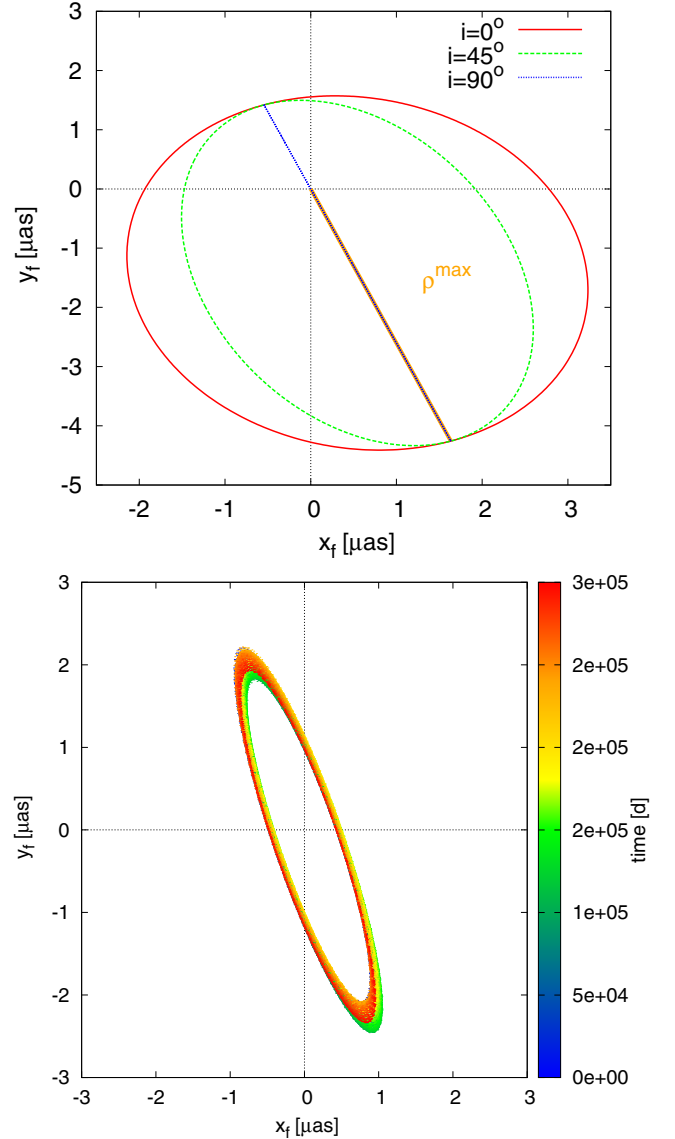 i=0°
i=45°
i=90°
3
2
1
0
-1
-2
-3
-4
-5
y_f [μas]
ρ^max
-2 -1 0 1 2 3
x_f [μas]
3
2
1
0
-1
-2
-3
y_f [μas]
-3 -2 -1 0 1 2 3
x_f [μas]
3e+05
2e+05
2e+05
2e+05
1e+05
5e+04
0e+00
time [d]